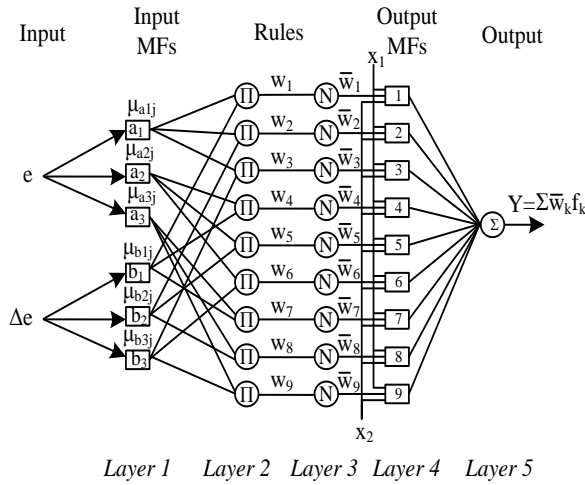 Input
Input MFs
Rules
Output MFs
Output
x₁
μₐ₁ⱼ
a₁
μₐ₂ⱼ
a₂
μₐ₃ⱼ
a₃
e
μb1j
b₁
μb2j
b₂
μb3j
b₃
Δe
Π w₁ N w̅₁ 1
Π w₂ N w̅₂ 2
Π w₃ N w̅₃ 3
Π w₄ N w̅₄ 4
Π w₅ N w̅₅ 5
Π w₆ N w̅₆ 6
Π w₇ N w̅₇ 7
Π w₈ N w̅₈ 8
Π w₉ N w̅₉ 9
Σ
Y=Σw̅ₖfₖ
x₂
Layer 1 Layer 2 Layer 3 Layer 4 Layer 5